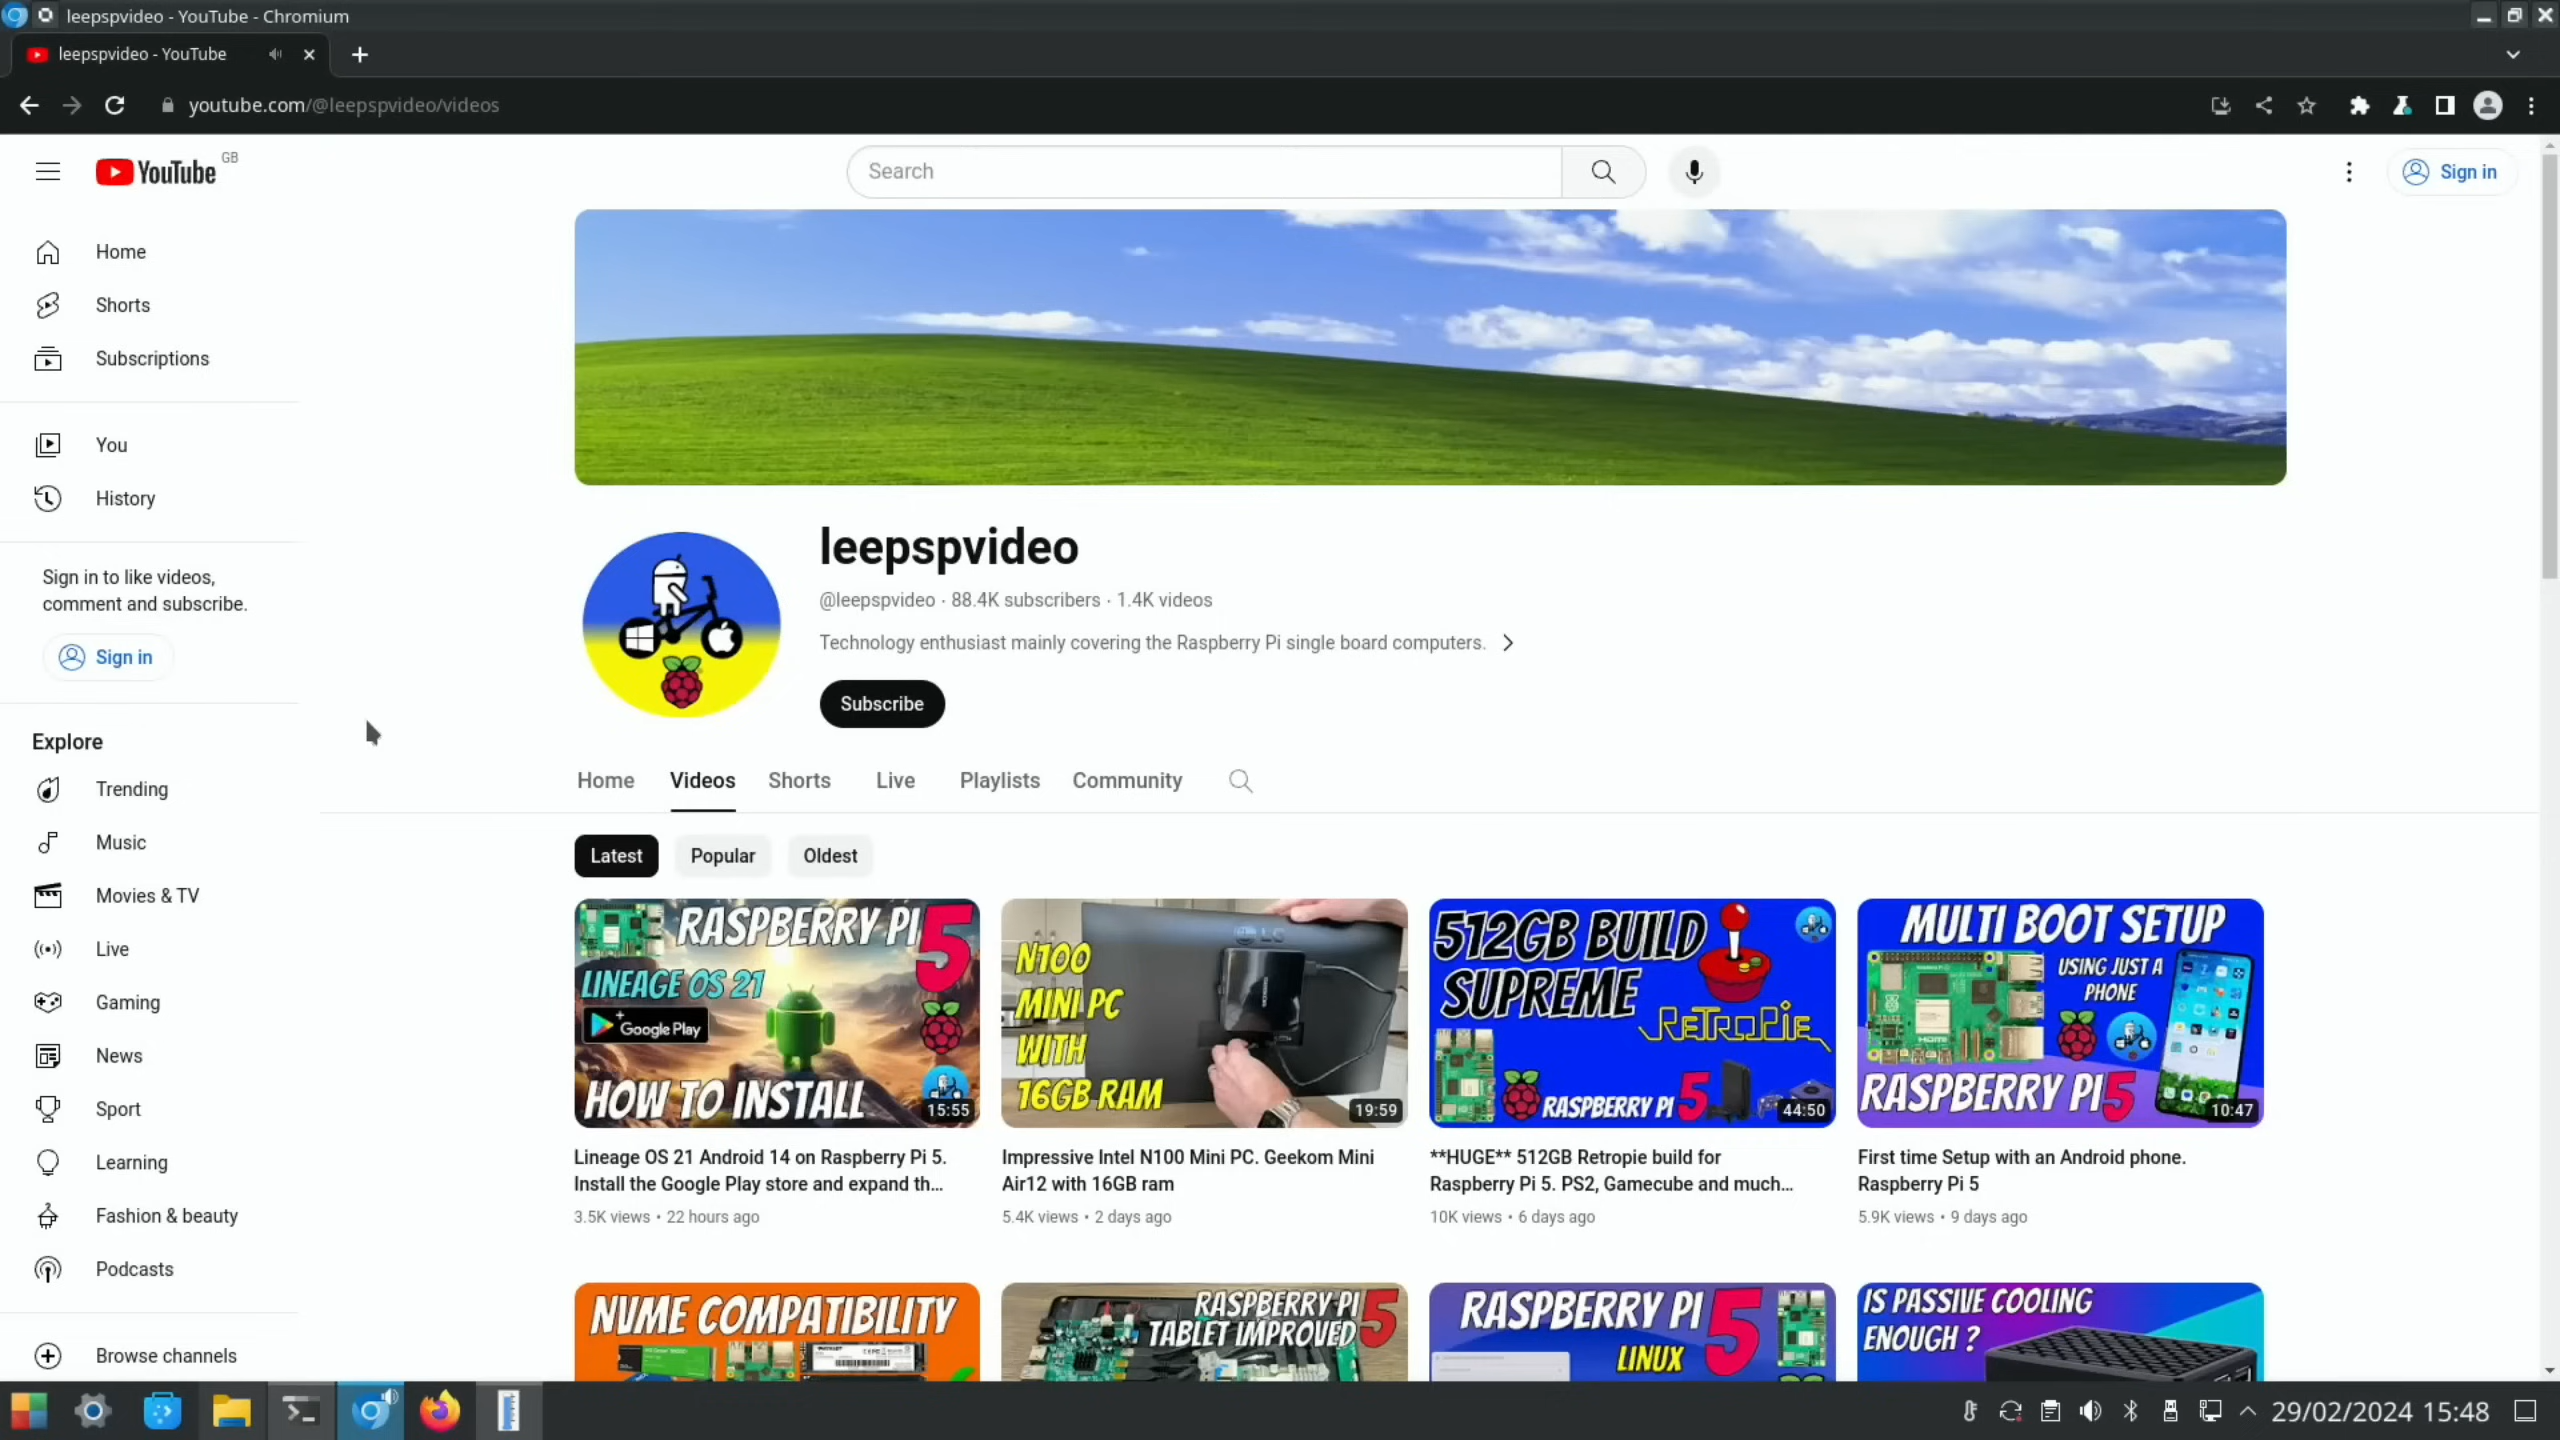 leepspvideo - YouTube - Chromium
leepspvideo - YouTube
youtube.com/@leepspvideo/videos
YouTube GB
Search
Sign in
Home
Shorts
Subscriptions
You
History
Sign in to like videos,
comment and subscribe.
Sign in
Explore
Trending
Music
Movies & TV
Live
Gaming
News
Sport
Learning
Fashion & beauty
Podcasts
Browse channels
leepspvideo
@leepspvideo · 88.4K subscribers · 1.4K videos
Technology enthusiast mainly covering the Raspberry Pi single board computers.
Subscribe
Home Videos Shorts Live Playlists Community
Latest Popular Oldest
RASPBERRY PI 5
LINEAGE OS 21
+ Google Play
HOW TO INSTALL
15:55
Lineage OS 21 Android 14 on Raspberry Pi 5.
Install the Google Play store and expand th...
3.5K views • 22 hours ago
LG
N100
MINI PC
WITH
16GB RAM
19:59
Impressive Intel N100 Mini PC. Geekom Mini
Air12 with 16GB ram
5.4K views • 2 days ago
512GB BUILD
SUPREME
RETROPIE
RASPBERRY PI 5
44:50
**HUGE** 512GB Retropie build for
Raspberry Pi 5. PS2, Gamecube and much...
10K views • 6 days ago
MULTI BOOT SETUP
USING JUST A
PHONE
HDMI
RASPBERRY PI 5
10:47
First time Setup with an Android phone.
Raspberry Pi 5
5.9K views • 9 days ago
NVME COMPATIBILITY
RASPBERRY PI 5
TABLET IMPROVED
RASPBERRY PI 5
LINUX
IS PASSIVE COOLING
ENOUGH ?
29/02/2024 15:48